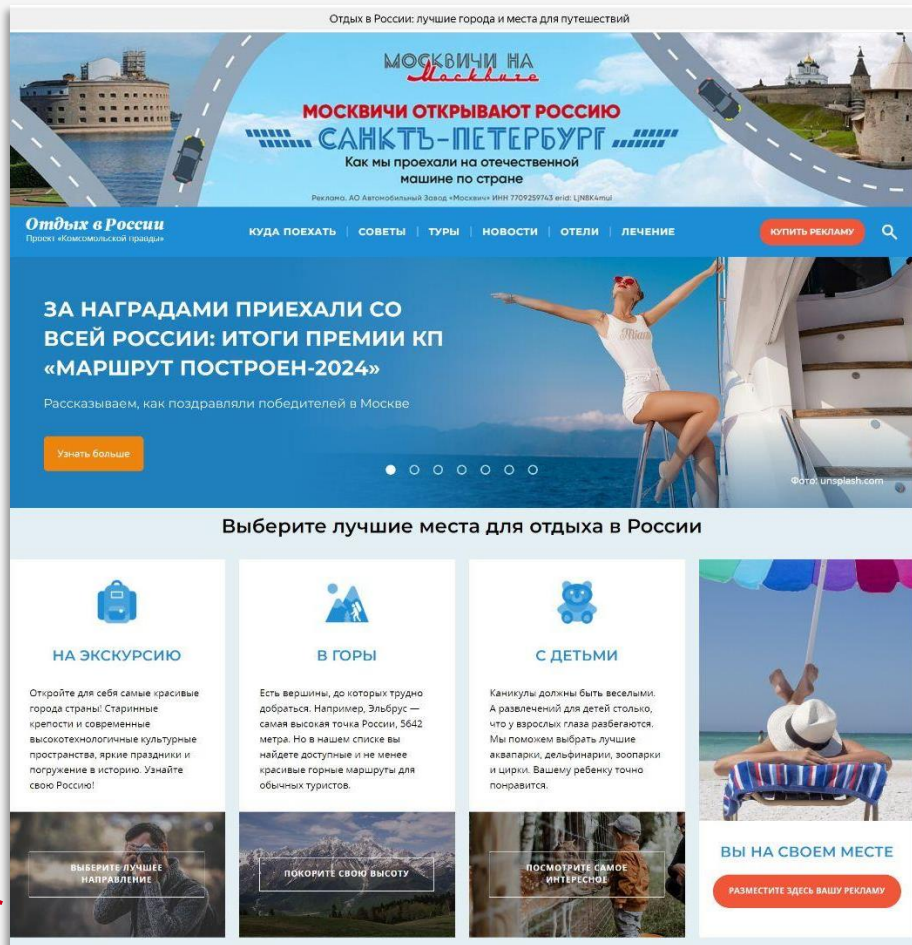 Отдых в России: лучшие города и места для путешествий
МОСКВИЧИ НА
Москвиче
МОСКВИЧИ ОТКРЫВАЮТ РОССИЮ
САНКТЪ-ПЕТЕРБУРГ
Как мы проехали на отечественной
машине по стране
Реклама. АО Автомобильный Завод «Москвич» ИНН 7709259743 erid: LjN8K4mui
Отдых в России
Проект «Комсомольской правды»
КУДА ПОЕХАТЬ | СОВЕТЫ | ТУРЫ | НОВОСТИ | ОТЕЛИ | ЛЕЧЕНИЕ
КУПИТЬ РЕКЛАМУ
ЗА НАГРАДАМИ ПРИЕХАЛИ СО
ВСЕЙ РОССИИ: ИТОГИ ПРЕМИИ КП
«МАРШРУТ ПОСТРОЕН-2024»
Рассказываем, как поздравляли победителей в Москве
Узнать больше
Фото: unsplash.com
Выберите лучшие места для отдыха в России
НА ЭКСКУРСИЮ
Откройте для себя самые красивые
города страны! Старинные
крепости и современные
высокотехнологичные культурные
пространства, яркие праздники и
погружение в историю. Узнайте
свою Россию!
ВЫБЕРИТЕ ЛУЧШЕЕ
НАПРАВЛЕНИЕ
В ГОРЫ
Есть вершины, до которых трудно
добраться. Например, Эльбрус —
самая высокая точка России, 5642
метра. Но в нашем списке вы
найдете доступные и не менее
красивые горные маршруты для
обычных туристов.
ПОКОРИТЕ СВОЮ ВЫСОТУ
С ДЕТЬМИ
Каникулы должны быть веселыми.
А развлечений для детей столько,
что у взрослых глаза разбегаются.
Мы поможем выбрать лучшие
аквапарки, дельфинарии, зоопарки
и цирки. Вашему ребенку точно
понравится.
ПОСМОТРИТЕ САМОЕ
ИНТЕРЕСНОЕ
ВЫ НА СВОЕМ МЕСТЕ
РАЗМЕСТИТЕ ЗДЕСЬ ВАШУ РЕКЛАМУ